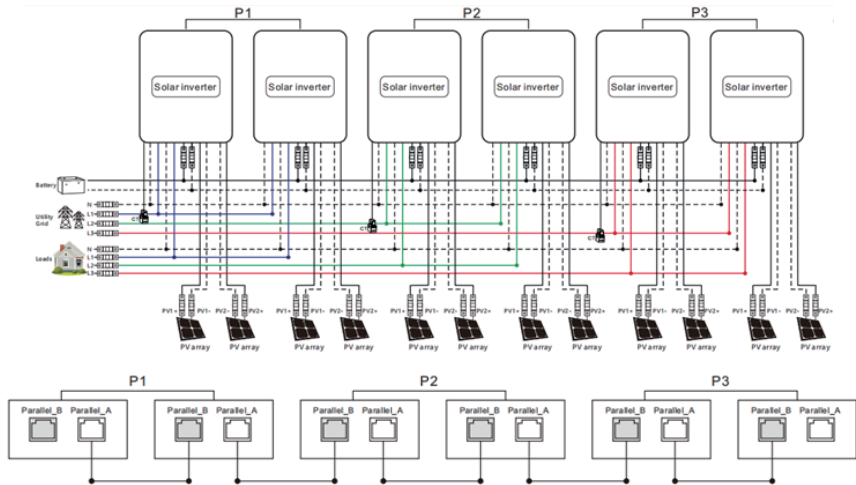 P1 P2 P3
Solar inverter Solar inverter Solar inverter Solar inverter Solar inverter Solar inverter
Battery
N
Utility Grid
L1
CT
L2
CT
L3
CT
N
Loads
L1
L2
L3
PV1+ PV1- PV2- PV2+ PV1+ PV1- PV2- PV2+ PV1+ PV1- PV2- PV2+ PV1+ PV1- PV2- PV2+ PV1+ PV1- PV2- PV2+ PV1+ PV1- PV2- PV2+
PV array PV array PV array PV array PV array PV array PV array PV array PV array PV array PV array PV array
P1 P2 P3
Parallel_B Parallel_A Parallel_B Parallel_A Parallel_B Parallel_A Parallel_B Parallel_A Parallel_B Parallel_A Parallel_B Parallel_A